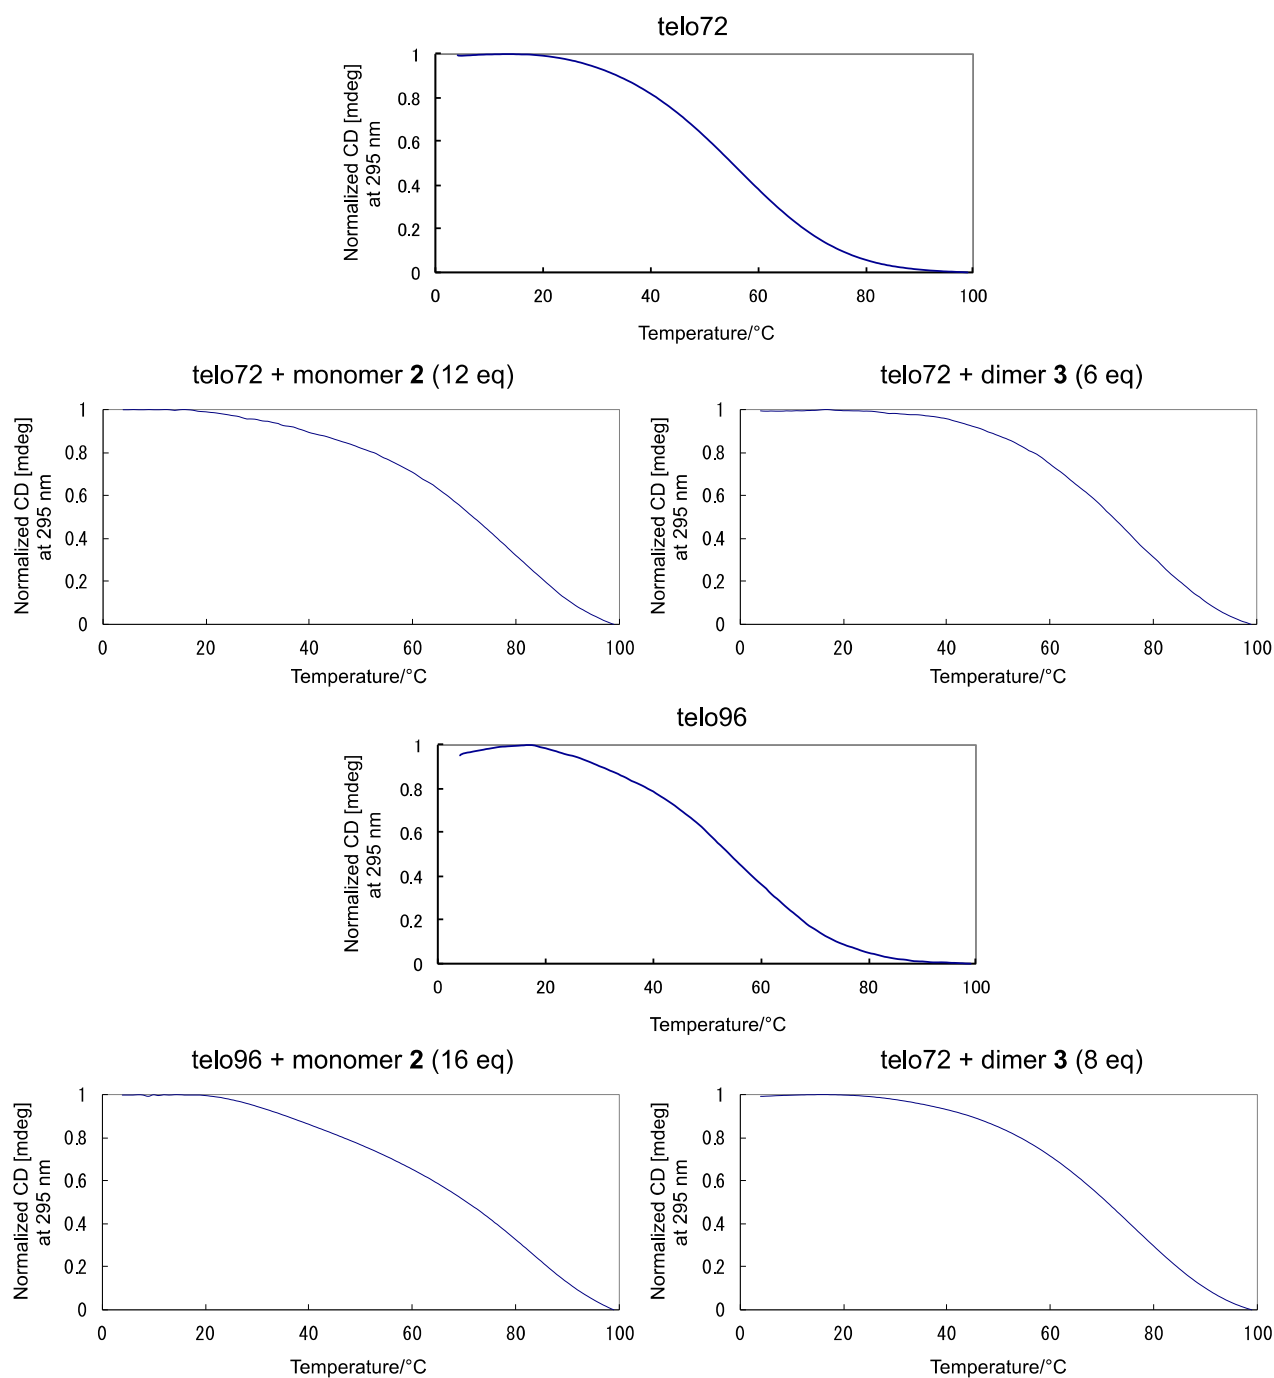 telo72
Normalized CD [mdeg]
at 295 nm
1
0.8
0.6
0.4
0.2
0
0 20 40 60 80 100
Temperature/°C
telo72 + monomer 2 (12 eq)
Normalized CD [mdeg]
at 295 nm
1
0.8
0.6
0.4
0.2
0
0 20 40 60 80 100
Temperature/°C
telo72 + dimer 3 (6 eq)
Normalized CD [mdeg]
at 295 nm
1
0.8
0.6
0.4
0.2
0
0 20 40 60 80 100
Temperature/°C
telo96
Normalized CD [mdeg]
at 295 nm
1
0.8
0.6
0.4
0.2
0
0 20 40 60 80 100
Temperature/°C
telo96 + monomer 2 (16 eq)
Normalized CD [mdeg]
at 295 nm
1
0.8
0.6
0.4
0.2
0
0 20 40 60 80 100
Temperature/°C
telo72 + dimer 3 (8 eq)
Normalized CD [mdeg]
at 295 nm
1
0.8
0.6
0.4
0.2
0
0 20 40 60 80 100
Temperature/°C